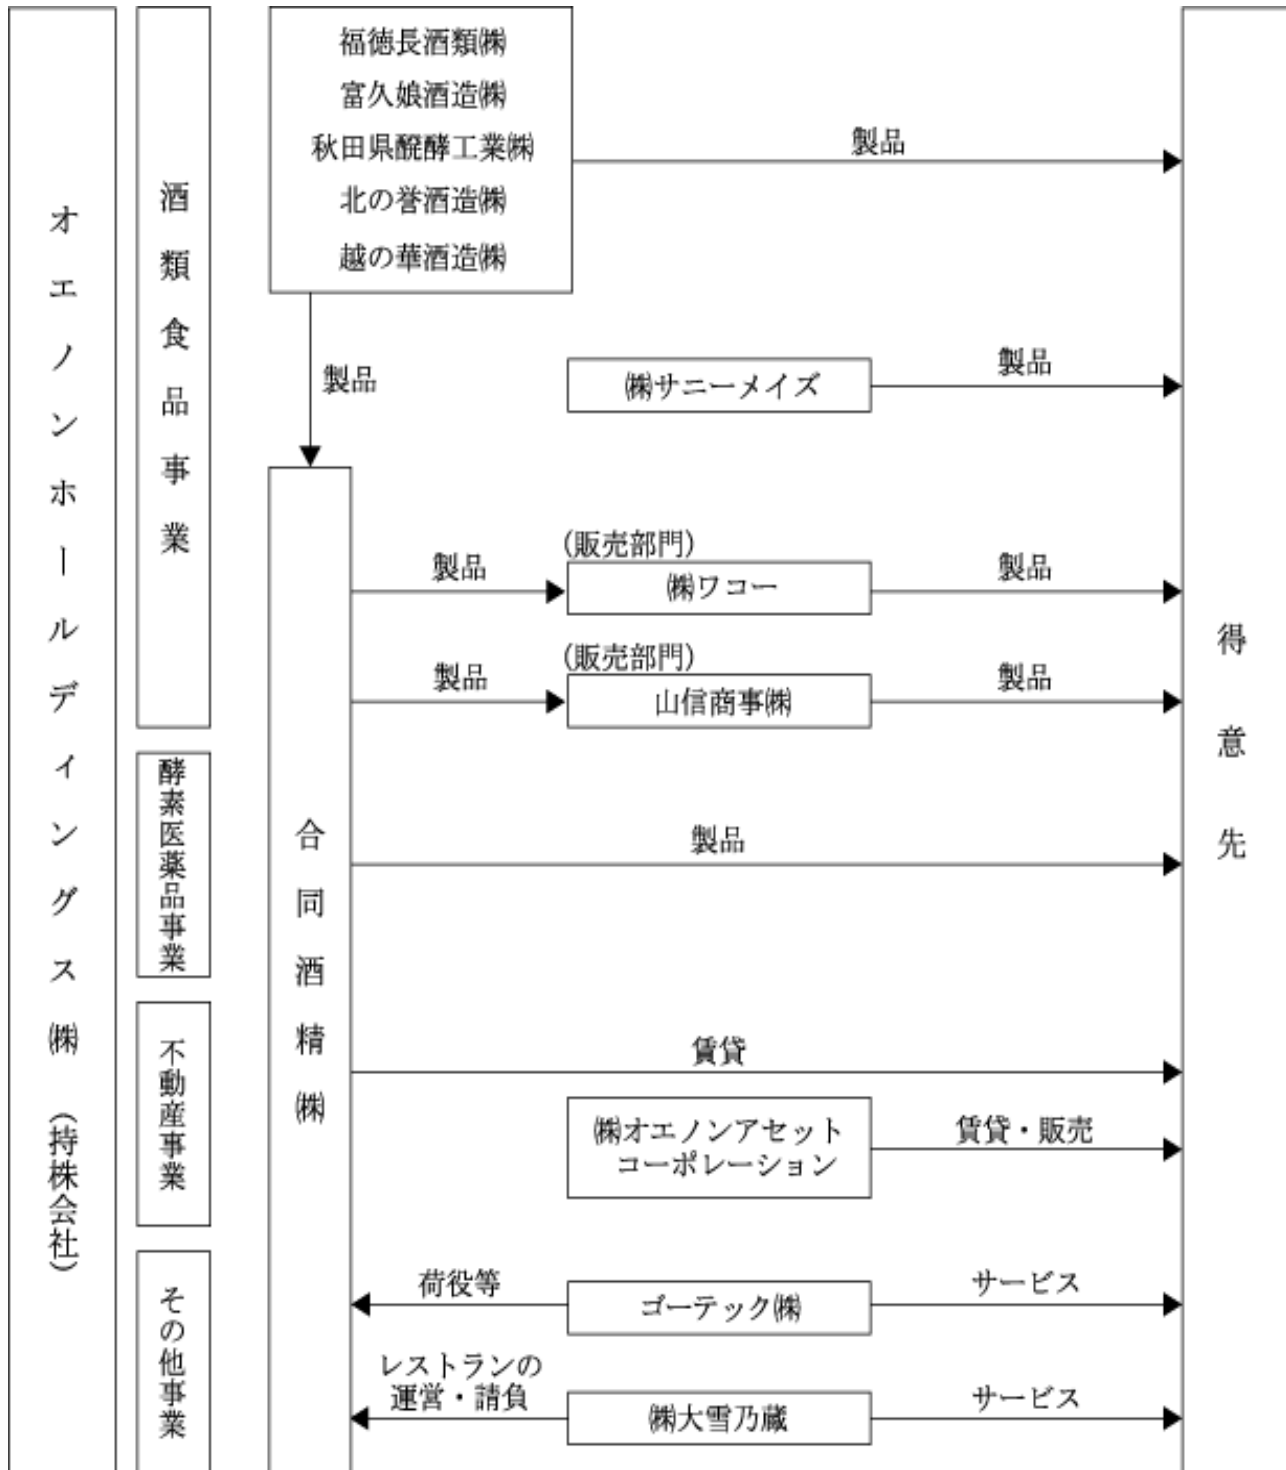 オエノンホールディングス㈱(持株会社)
酒類食品事業
福徳長酒類㈱
富久娘酒造㈱
秋田県醗酵工業㈱
北の誉酒造㈱
越の華酒造㈱
製品
製品
㈱サニーメイズ
製品
製品
(販売部門)
㈱ワコー
製品
製品
(販売部門)
山信商事㈱
製品
酵素医薬品事業
合同酒精㈱
製品
不動産事業
賃貸
㈱オエノンアセット
コーポレーション
賃貸・販売
その他事業
荷役等
ゴーテック㈱
サービス
レストランの
運営・請負
㈱大雪乃蔵
サービス
得意先